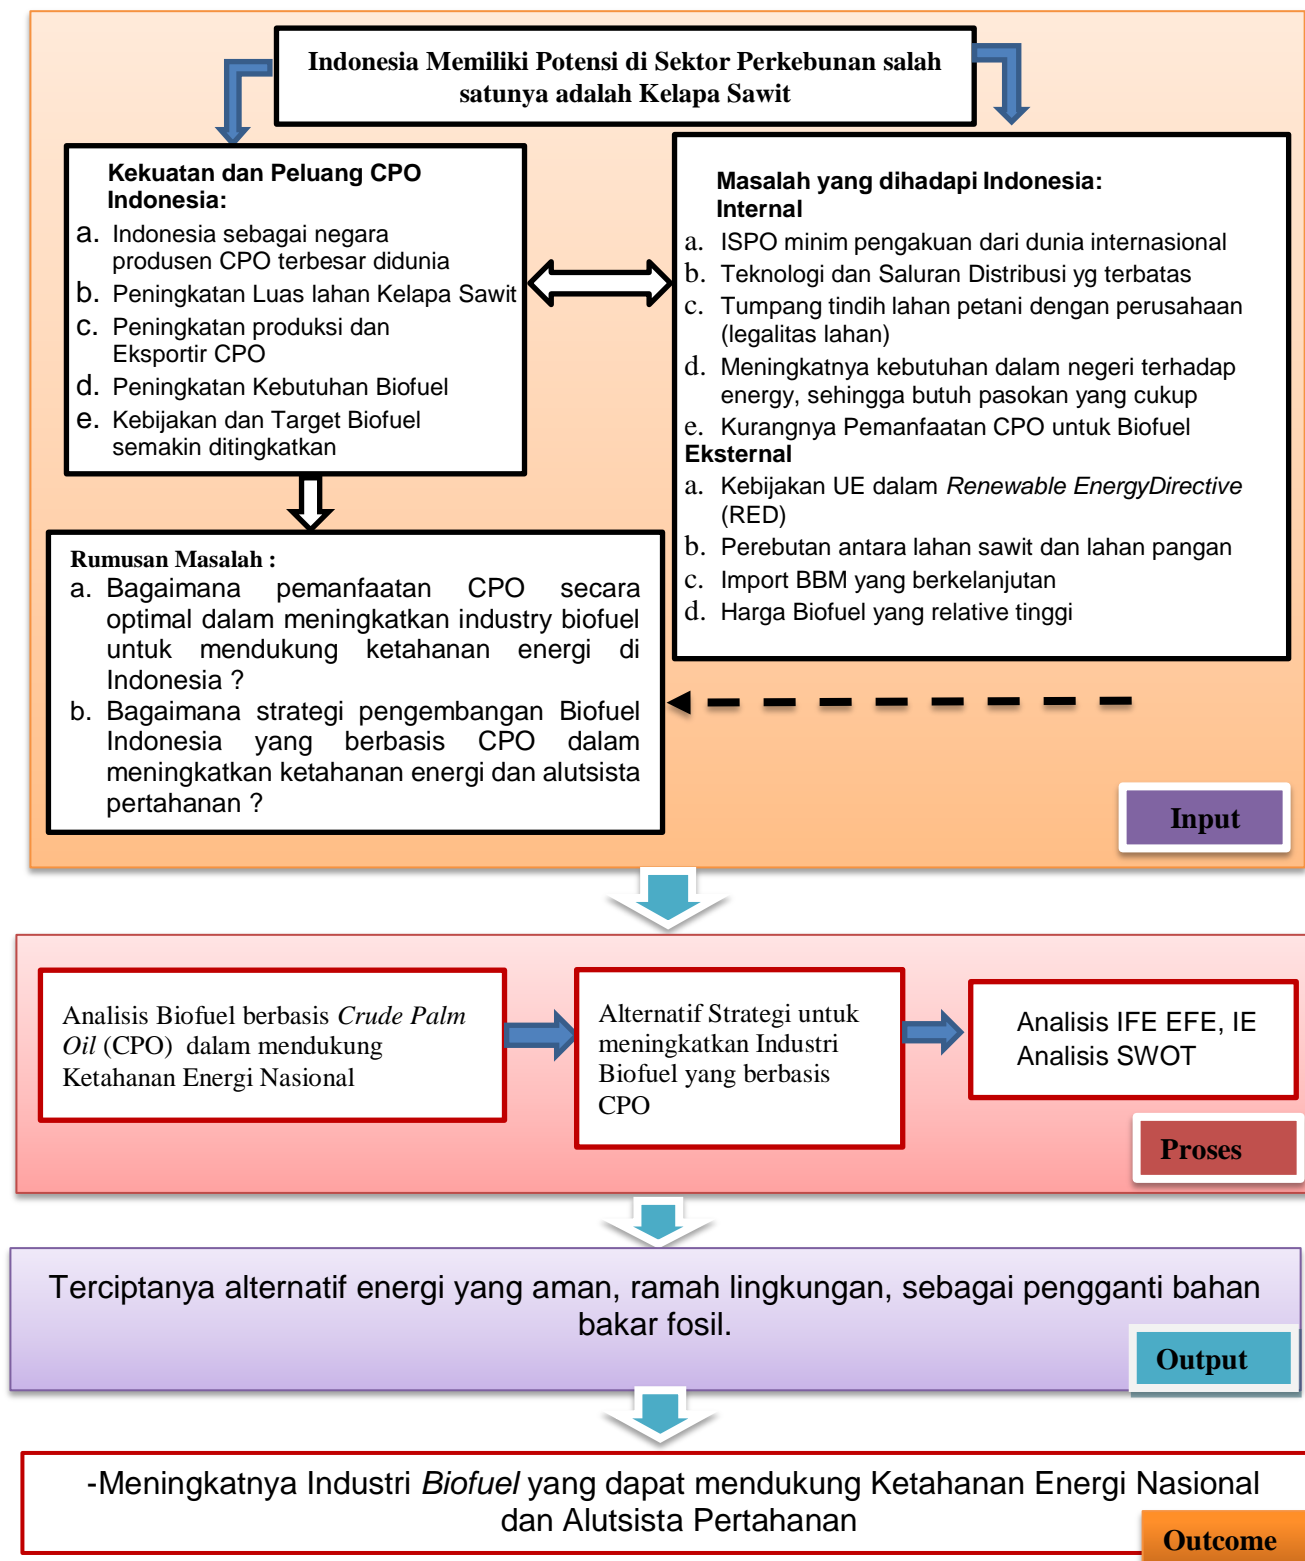 Indonesia Memiliki Potensi di Sektor Perkebunan salah
satunya adalah Kelapa Sawit
Kekuatan dan Peluang CPO
Indonesia:
a. Indonesia sebagai negara
produsen CPO terbesar didunia
b. Peningkatan Luas lahan Kelapa Sawit
c. Peningkatan produksi dan
Eksportir CPO
d. Peningkatan Kebutuhan Biofuel
e. Kebijakan dan Target Biofuel
semakin ditingkatkan
Masalah yang dihadapi Indonesia:
Internal
a. ISPO minim pengakuan dari dunia internasional
b. Teknologi dan Saluran Distribusi yg terbatas
c. Tumpang tindih lahan petani dengan perusahaan
(legalitas lahan)
d. Meningkatnya kebutuhan dalam negeri terhadap
energy, sehingga butuh pasokan yang cukup
e. Kurangnya Pemanfaatan CPO untuk Biofuel
Eksternal
a. Kebijakan UE dalam Renewable EnergyDirective
(RED)
b. Perebutan antara lahan sawit dan lahan pangan
c. Import BBM yang berkelanjutan
d. Harga Biofuel yang relative tinggi
Rumusan Masalah :
a. Bagaimana pemanfaatan CPO secara
optimal dalam meningkatkan industry biofuel
untuk mendukung ketahanan energi di
Indonesia ?
b. Bagaimana strategi pengembangan Biofuel
Indonesia yang berbasis CPO dalam
meningkatkan ketahanan energi dan alutsista
pertahanan ?
Input
Analisis Biofuel berbasis Crude Palm
Oil (CPO) dalam mendukung
Ketahanan Energi Nasional
Alternatif Strategi untuk
meningkatkan Industri
Biofuel yang berbasis
CPO
Analisis IFE EFE, IE
Analisis SWOT
Proses
Terciptanya alternatif energi yang aman, ramah lingkungan, sebagai pengganti bahan
bakar fosil.
Output
-Meningkatnya Industri Biofuel yang dapat mendukung Ketahanan Energi Nasional
dan Alutsista Pertahanan
Outcome